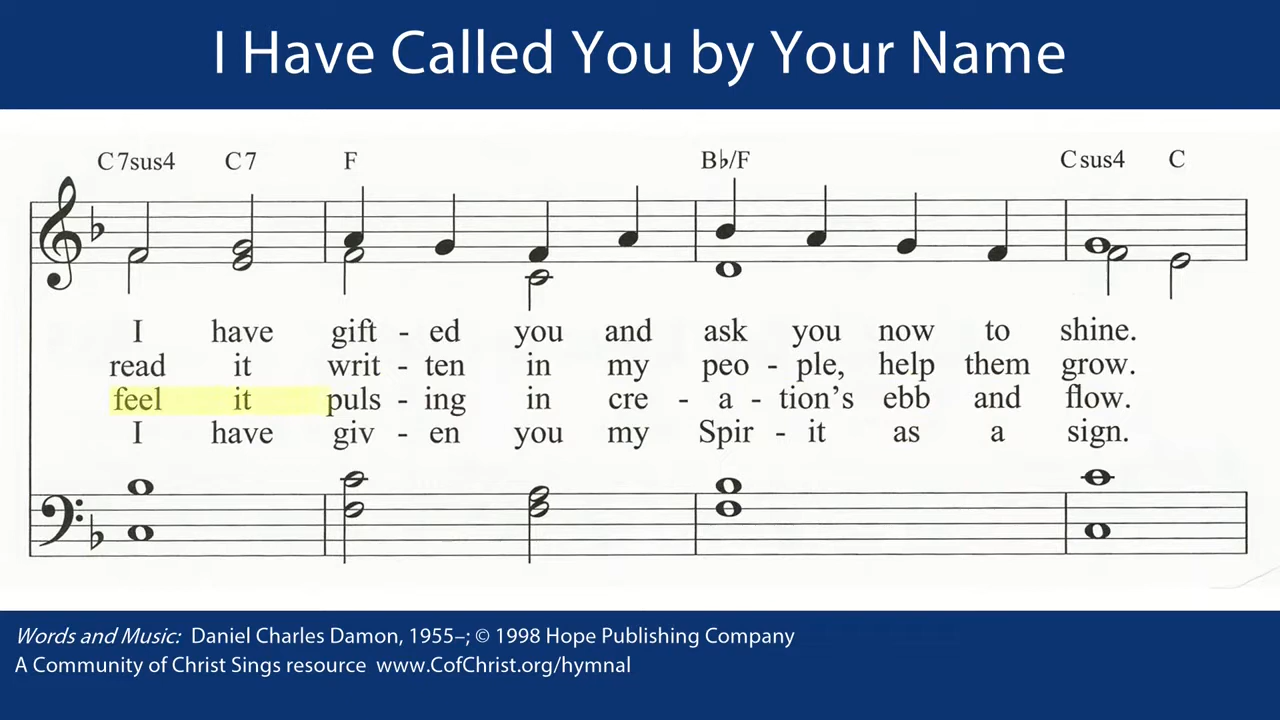 I Have Called You by Your Name
C7sus4 C7 F B♭/F Csus4 C
I have gift - ed you and ask you now to shine.
read it writ - ten in my peo - ple, help them grow.
feel it puls - ing in cre - a - tion's ebb and flow.
I have giv - en you my Spir - it as a sign.
Words and Music: Daniel Charles Damon, 1955–; © 1998 Hope Publishing Company
A Community of Christ Sings resource www.CofChrist.org/hymnal